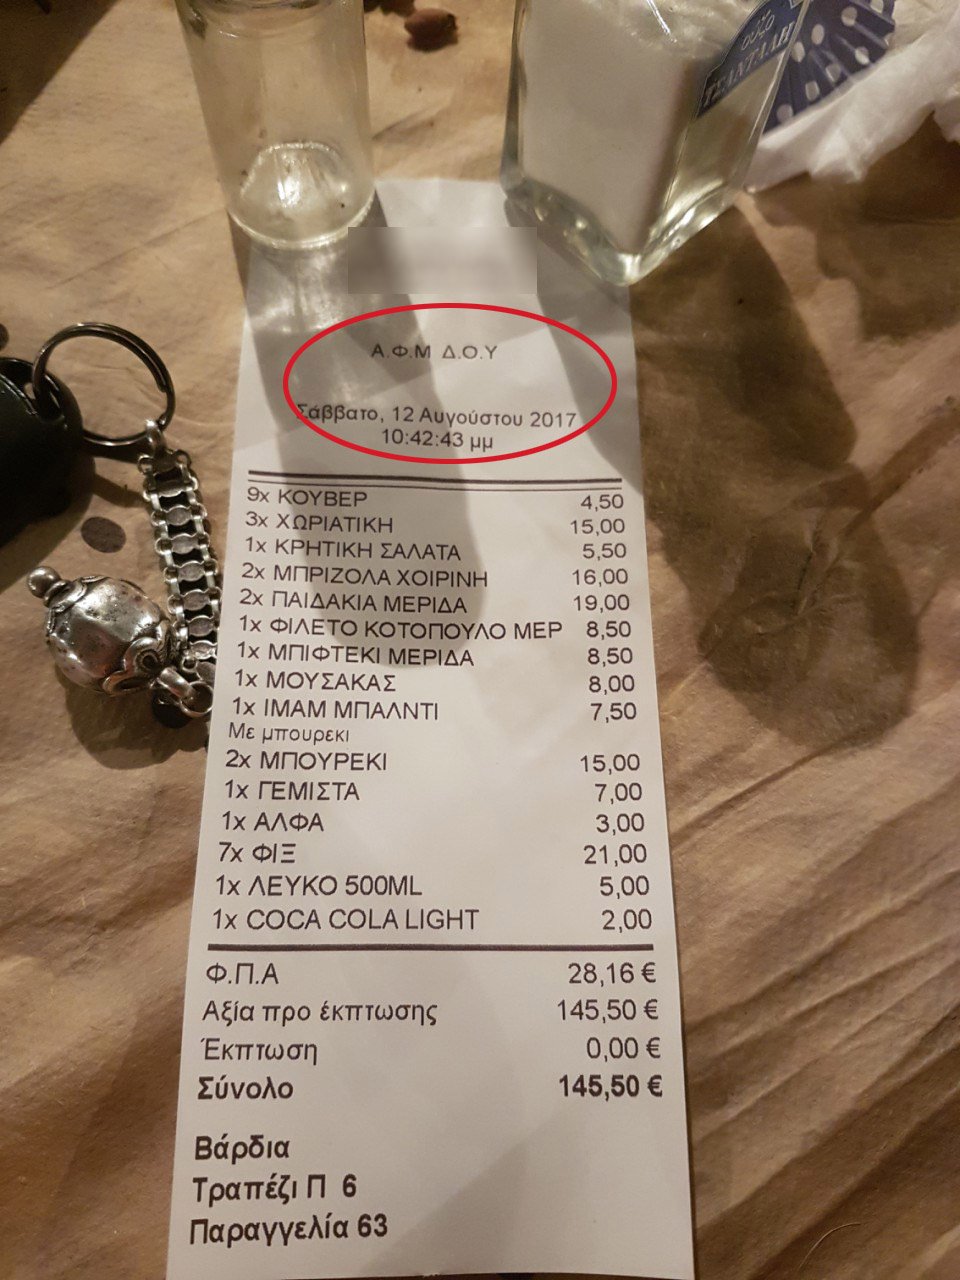 ούζο
ΤΣΑΝΤΑΛΗ
Α.Φ.Μ Δ.Ο.Υ
Σάββατο, 12 Αυγούστου 2017
10:42:43 μμ
9x ΚΟΥΒΕΡ 4,50
3x ΧΩΡΙΑΤΙΚΗ 15,00
1x ΚΡΗΤΙΚΗ ΣΑΛΑΤΑ 5,50
2x ΜΠΡΙΖΟΛΑ ΧΟΙΡΙΝΗ 16,00
2x ΠΑΙΔΑΚΙΑ ΜΕΡΙΔΑ 19,00
1x ΦΙΛΕΤΟ ΚΟΤΟΠΟΥΛΟ ΜΕΡ 8,50
1x ΜΠΙΦΤΕΚΙ ΜΕΡΙΔΑ 8,50
1x ΜΟΥΣΑΚΑΣ 8,00
1x ΙΜΑΜ ΜΠΑΛΝΤΙ 7,50
Με μπουρεκι
2x ΜΠΟΥΡΕΚΙ 15,00
1x ΓΕΜΙΣΤΑ 7,00
1x ΑΛΦΑ 3,00
7x ΦΙΞ 21,00
1x ΛΕΥΚΟ 500ML 5,00
1x COCA COLA LIGHT 2,00
Φ.Π.Α 28,16 €
Αξία προ έκπτωσης 145,50 €
Έκπτωση 0,00 €
Σύνολο 145,50 €
Βάρδια
Τραπέζι Π 6
Παραγγελία 63